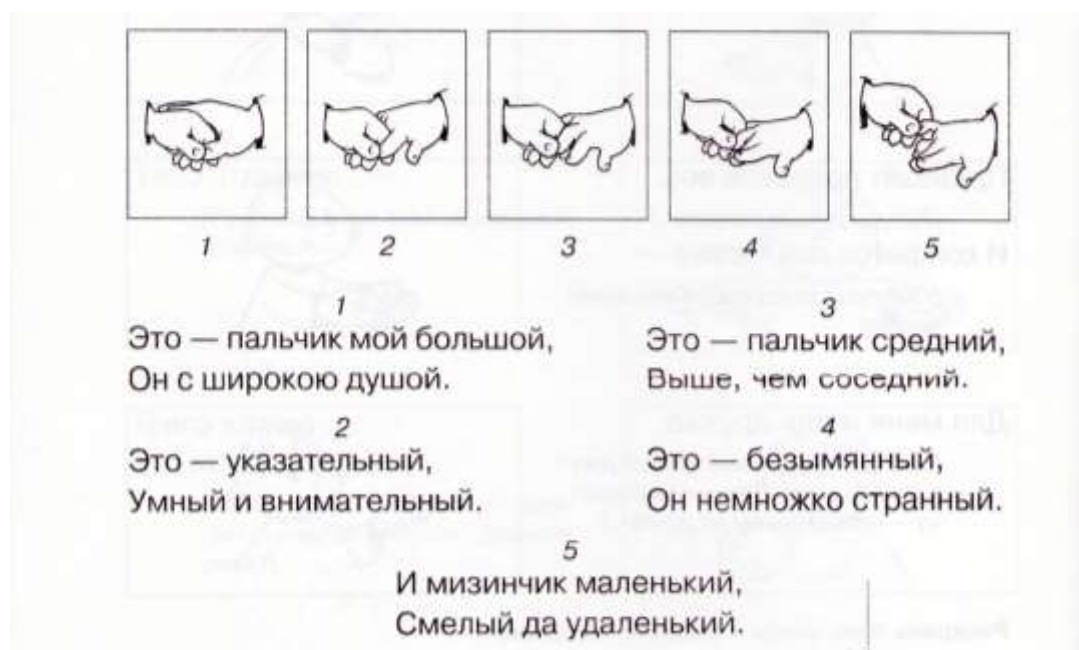 1
2
3
4
5
1
Это — пальчик мой большой,
Он с широкою душой.
2
Это — указательный,
Умный и внимательный.
3
Это — пальчик средний,
Выше, чем соседний.
4
Это — безымянный,
Он немножко странный.
5
И мизинчик маленький,
Смелый да удаленький.